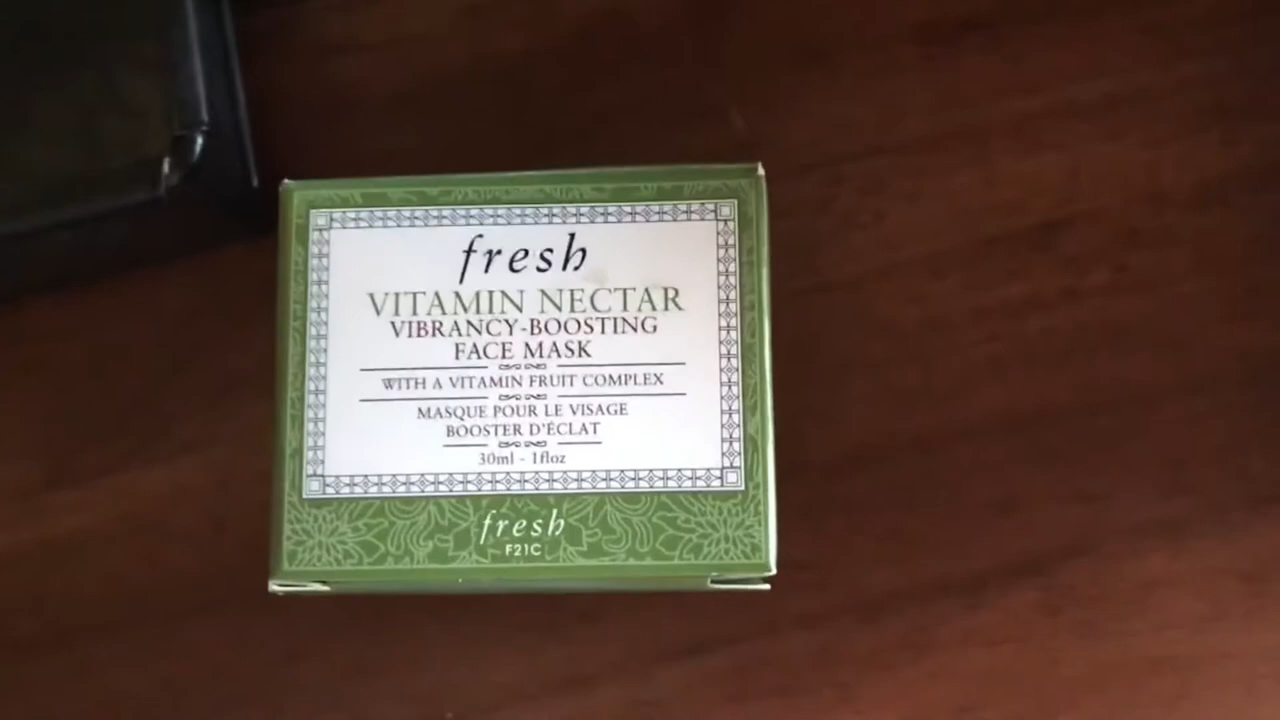 fresh
VITAMIN NECTAR
VIBRANCY-BOOSTING
FACE MASK
WITH A VITAMIN FRUIT COMPLEX
MASQUE POUR LE VISAGE
BOOSTER D'ÉCLAT
30ml - 1floz
fresh
F21C